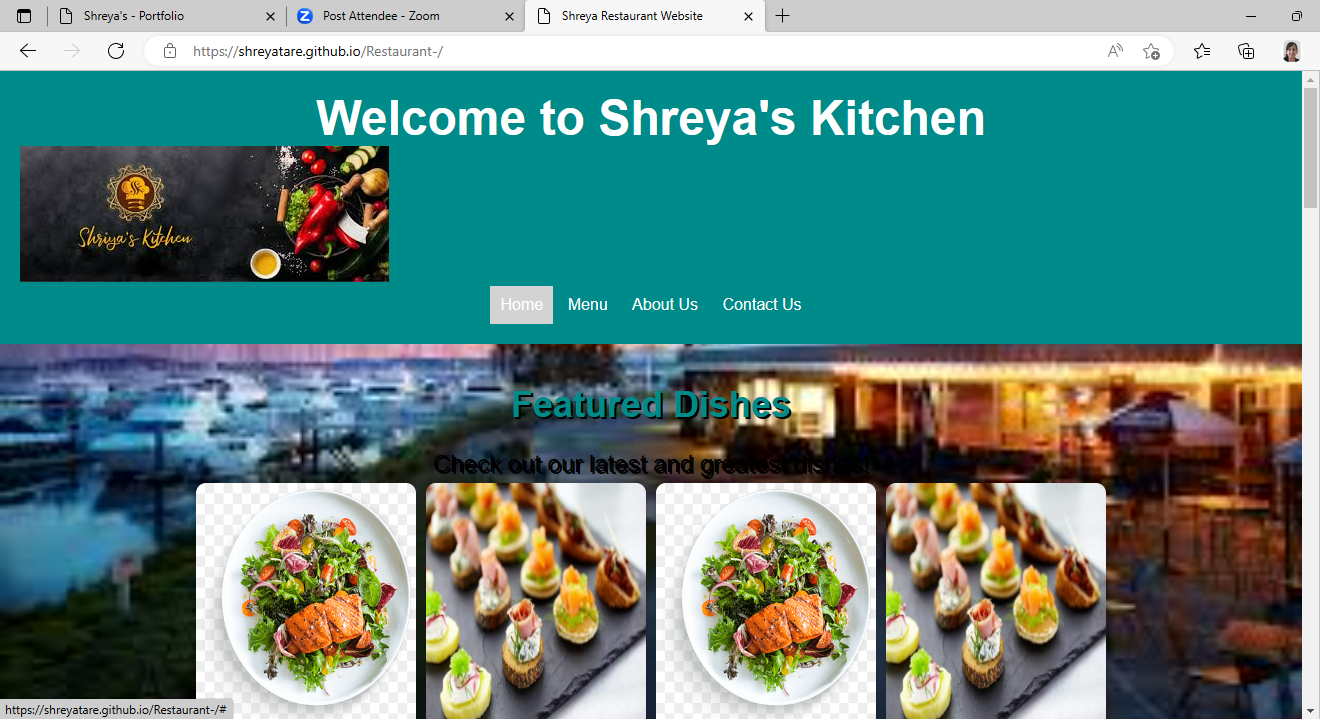 Shreya's - Portfolio
Post Attendee - Zoom
Shreya Restaurant Website
https://shreyatare.github.io/Restaurant-/
Welcome to Shreya's Kitchen
Shriya's Kitchen
Home Menu About Us Contact Us
Featured Dishes
Check out our latest and greatest dishes!
https://shreyatare.github.io/Restaurant-/#